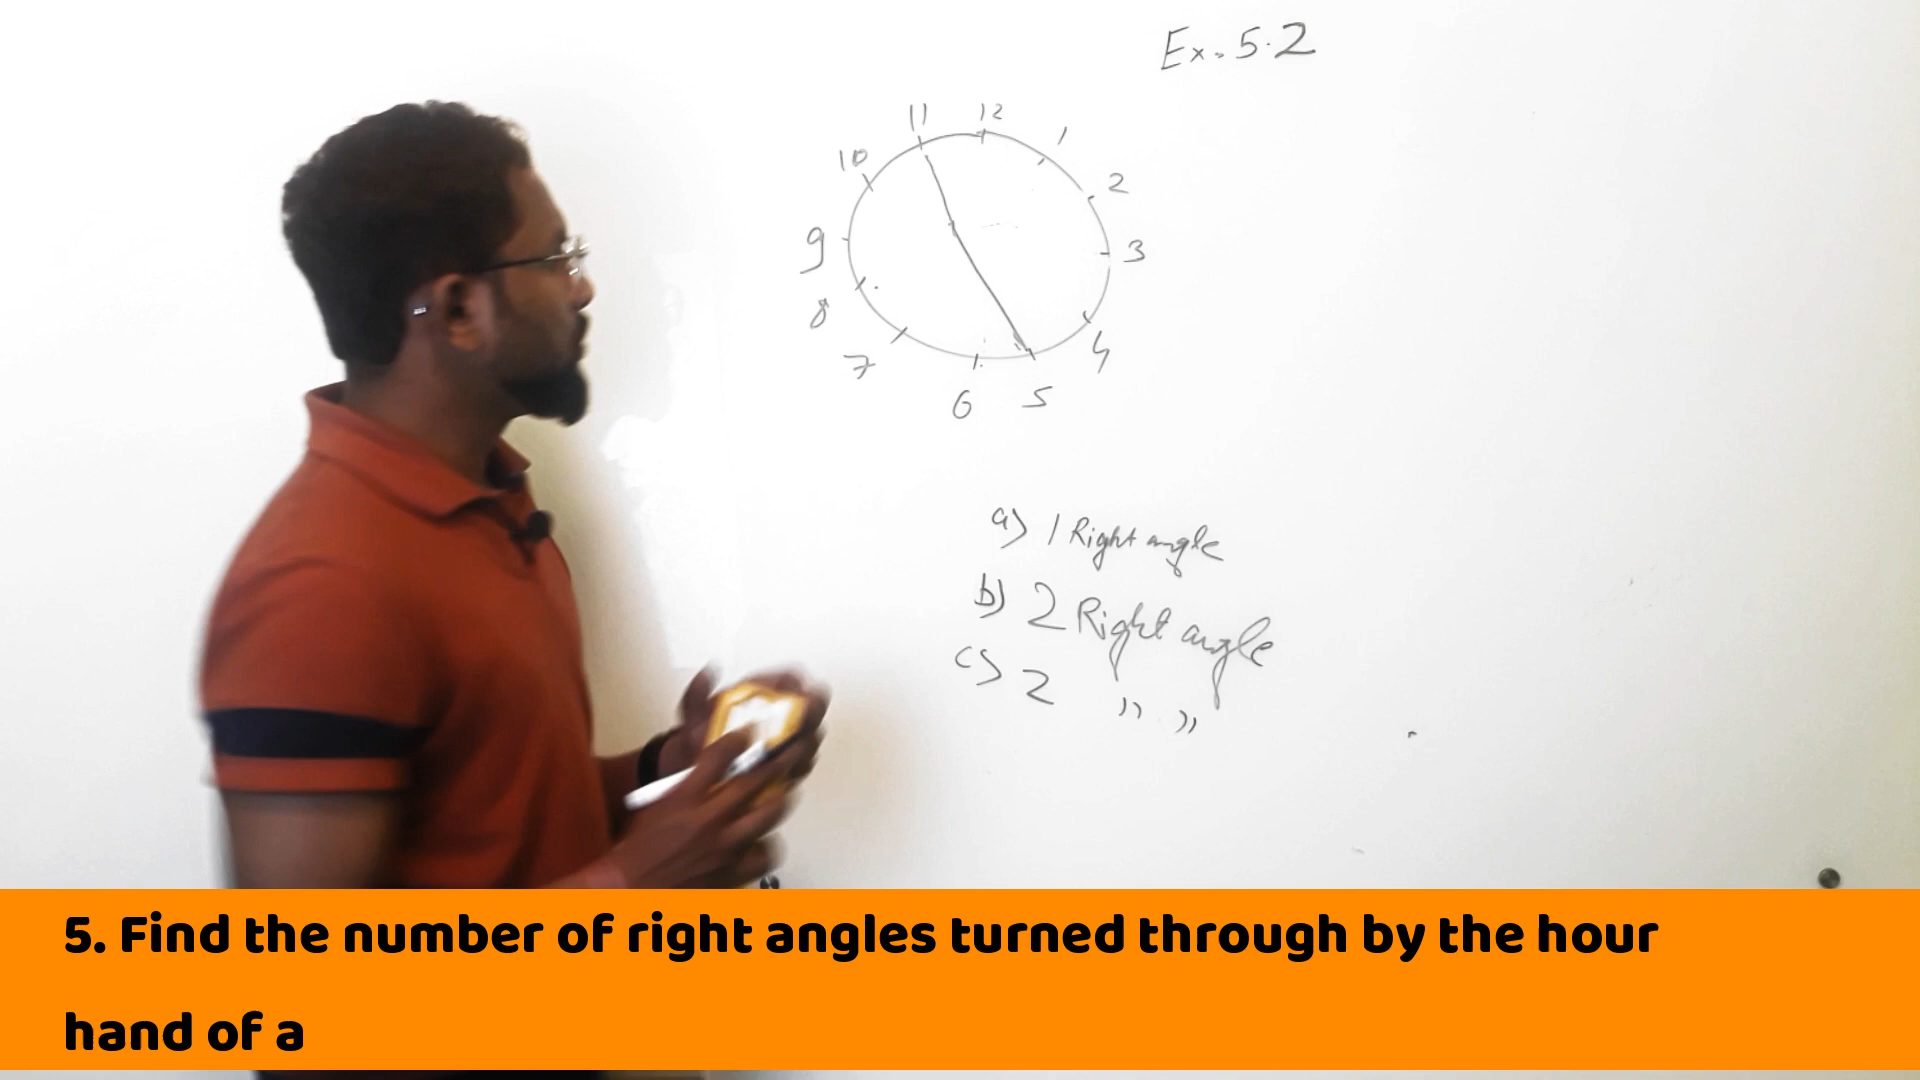 Ex. 5.2
11 12 1
10 2
9 3
8 4
7 6 5
a) 1 Right angle
b) 2 Right angle
c) 2 " "
5. Find the number of right angles turned through by the hour
hand of a